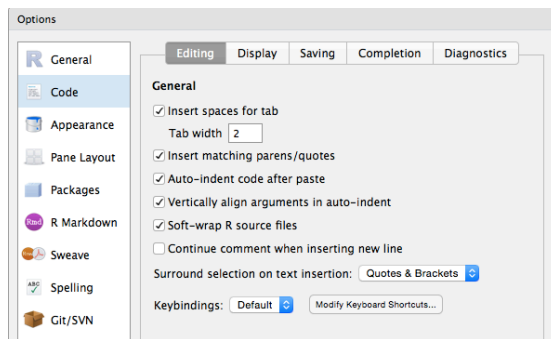 Options
General
Code
Appearance
Pane Layout
Packages
Rmd R Markdown
Sweave
ABC Spelling
Git/SVN
Editing Display Saving Completion Diagnostics
General
Insert spaces for tab
Tab width 2
Insert matching parens/quotes
Auto-indent code after paste
Vertically align arguments in auto-indent
Soft-wrap R source files
Continue comment when inserting new line
Surround selection on text insertion: Quotes & Brackets
Keybindings: Default Modify Keyboard Shortcuts...